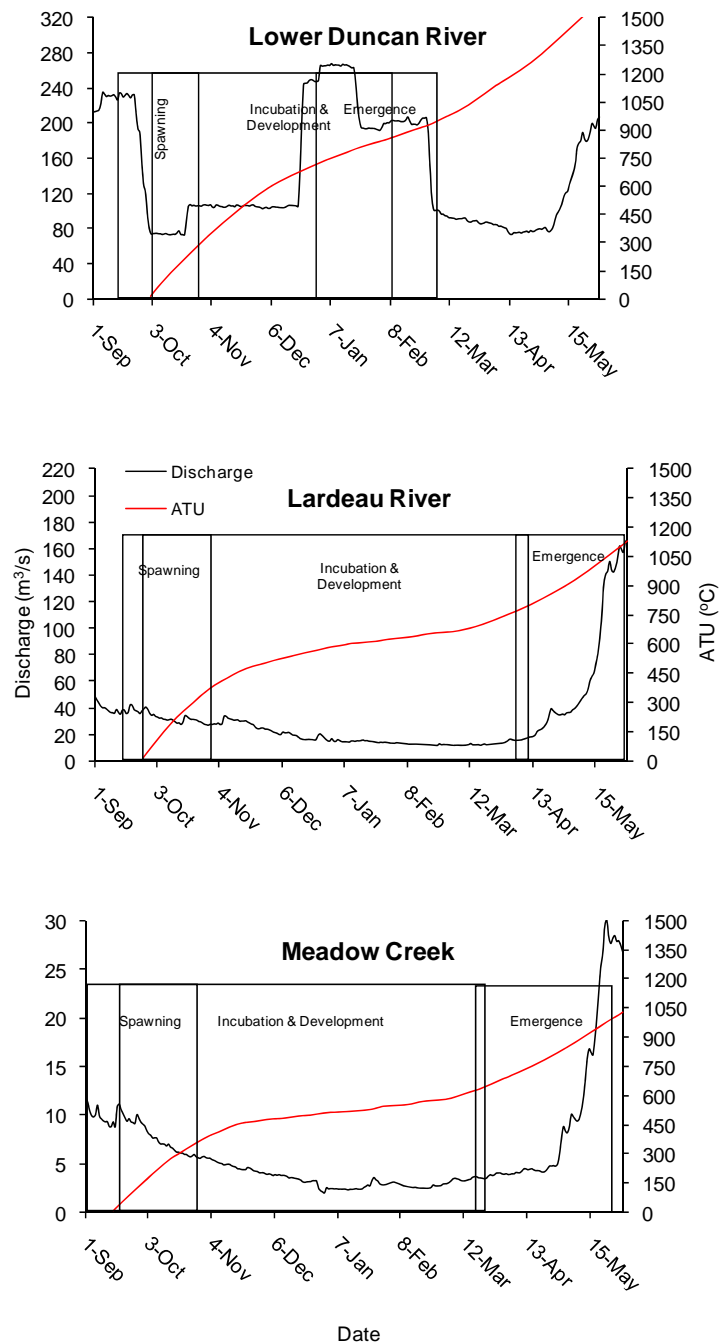 Lower Duncan River
320
280
240
200
160
120
80
40
0
1500
1350
1200
1050
900
750
600
450
300
150
0
Spawning
Incubation &
Development
Emergence
1-Sep
3-Oct
4-Nov
6-Dec
7-Jan
8-Feb
12-Mar
13-Apr
15-May
Discharge
ATU
Lardeau River
Discharge (m³/s)
220
200
180
160
140
120
100
80
60
40
20
0
1500
1350
1200
1050
900
750
600
450
300
150
0
ATU (ºC)
Spawning
Incubation &
Development
Emergence
1-Sep
3-Oct
4-Nov
6-Dec
7-Jan
8-Feb
12-Mar
13-Apr
15-May
Meadow Creek
30
25
20
15
10
5
0
1500
1350
1200
1050
900
750
600
450
300
150
0
Spawning
Incubation & Development
Emergence
1-Sep
3-Oct
4-Nov
6-Dec
7-Jan
8-Feb
12-Mar
13-Apr
15-May
Date